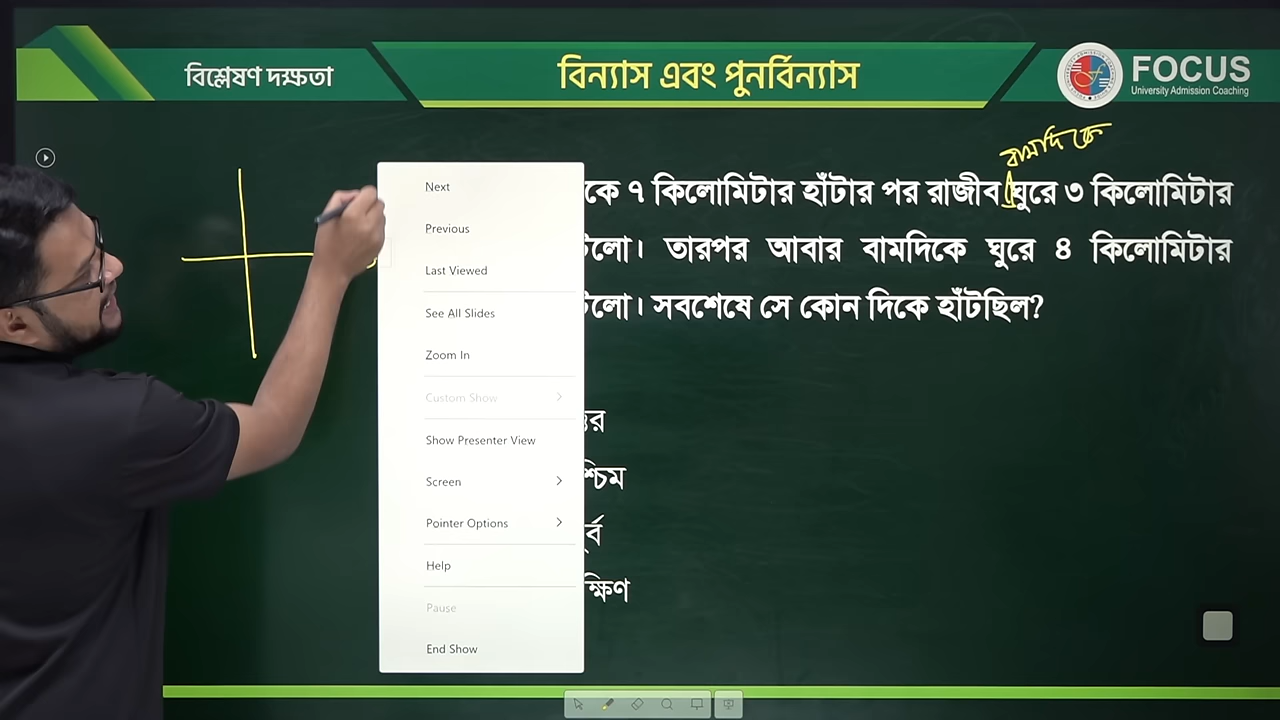 বিশ্লেষণ দক্ষতা
বিন্যাস এবং পুনর্বিন্যাস
FOCUS
University Admission Coaching
বামদিকে
কে ৭ কিলোমিটার হাঁটার পর রাজীব ঘুরে ৩ কিলোমিটার
টলো। তারপর আবার বামদিকে ঘুরে ৪ কিলোমিটার
টলো। সবশেষে সে কোন দিকে হাঁটছিল?
Next
Previous
Last Viewed
See All Slides
Zoom In
Custom Show
Show Presenter View
Screen
Pointer Options
Help
Pause
End Show